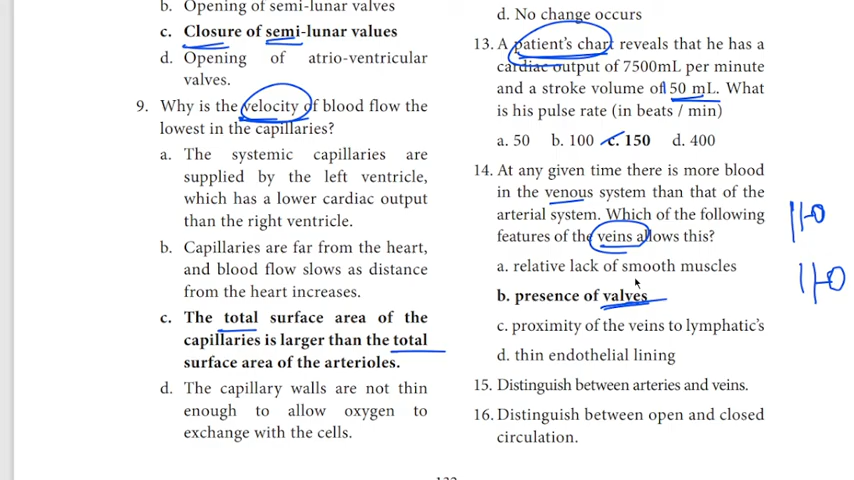 b. Opening of semi-lunar valves
c. Closure of semi-lunar values
d. Opening of atrio-ventricular
valves.
9. Why is the velocity of blood flow the
lowest in the capillaries?
a. The systemic capillaries are
supplied by the left ventricle,
which has a lower cardiac output
than the right ventricle.
b. Capillaries are far from the heart,
and blood flow slows as distance
from the heart increases.
c. The total surface area of the
capillaries is larger than the total
surface area of the arterioles.
d. The capillary walls are not thin
enough to allow oxygen to
exchange with the cells.
d. No change occurs
13. A patient's chart reveals that he has a
cardiac output of 7500mL per minute
and a stroke volume of 50 mL. What
is his pulse rate (in beats / min)
a. 50 b. 100 c. 150 d. 400
14. At any given time there is more blood
in the venous system than that of the
arterial system. Which of the following
features of the veins allows this?
a. relative lack of smooth muscles
b. presence of valves
c. proximity of the veins to lymphatic's
d. thin endothelial lining
15. Distinguish between arteries and veins.
16. Distinguish between open and closed
circulation.